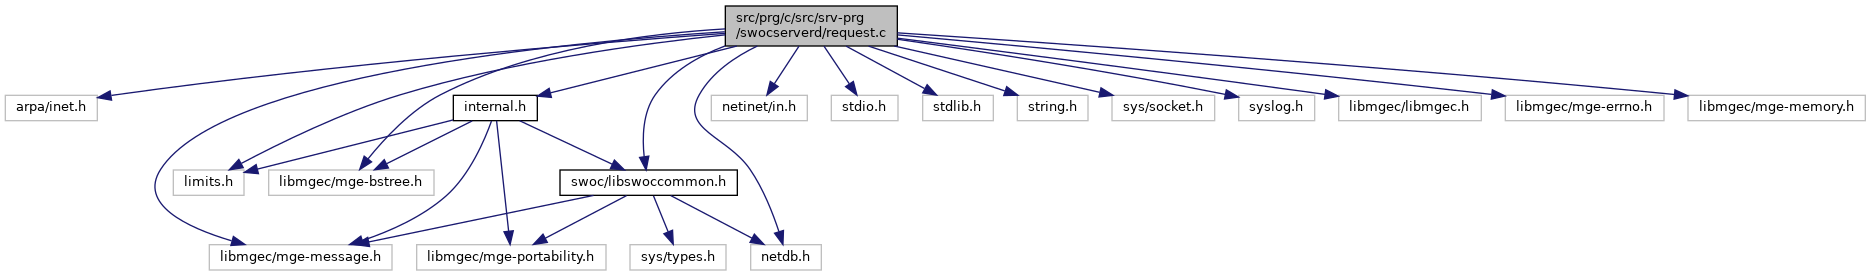 src/prg/c/src/srv-prg
/swocserverd/request.c
arpa/inet.h
internal.h
netinet/in.h
stdio.h
stdlib.h
string.h
sys/socket.h
syslog.h
libmgec/libmgec.h
libmgec/mge-errno.h
libmgec/mge-memory.h
limits.h
libmgec/mge-bstree.h
swoc/libswoccommon.h
libmgec/mge-message.h
libmgec/mge-portability.h
sys/types.h
netdb.h